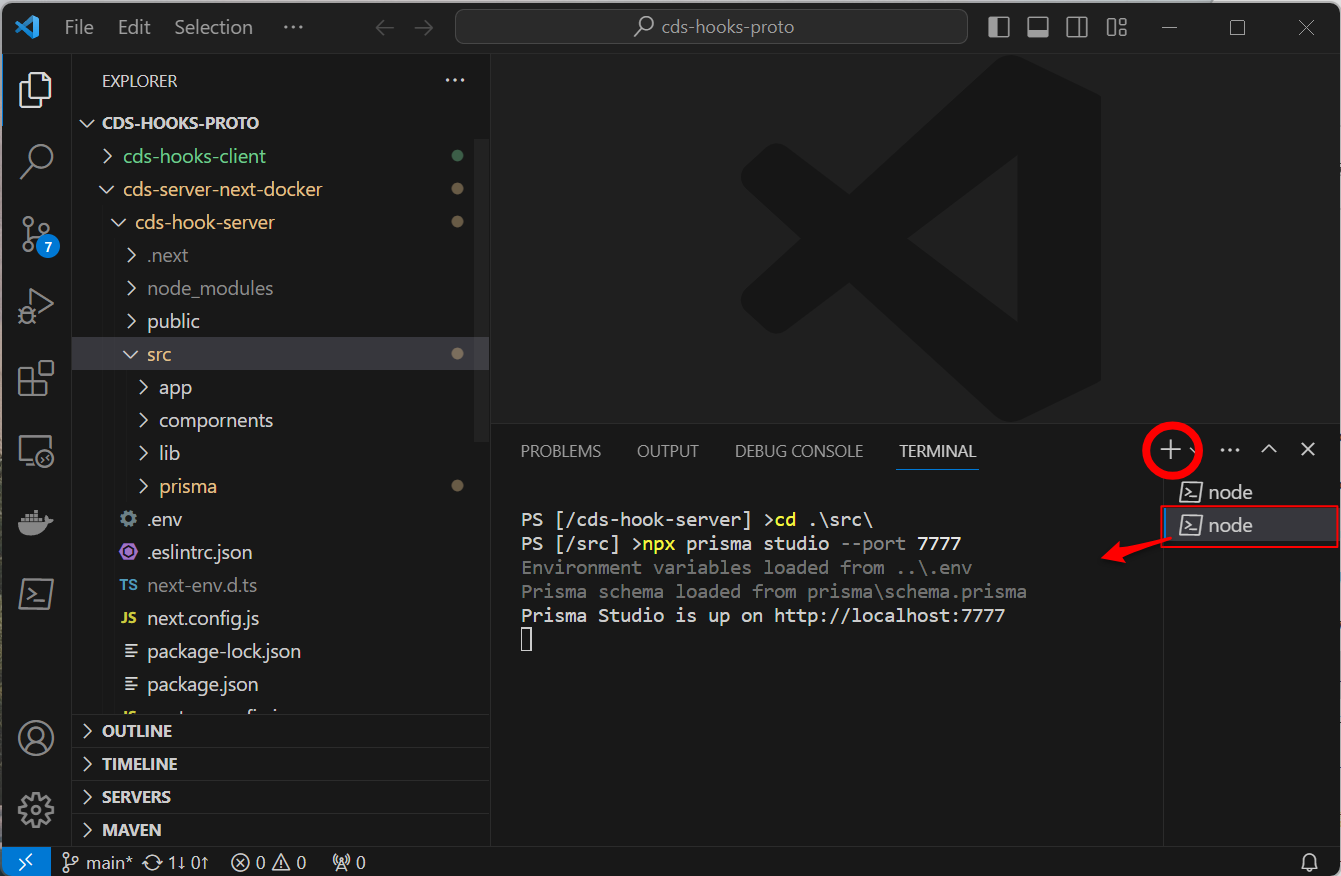 File Edit Selection ··· cds-hooks-proto
EXPLORER ···
CDS-HOOKS-PROTO
cds-hooks-client
cds-server-next-docker
cds-hook-server
7
.next
node_modules
public
src
app
compornents
lib
prisma
.env
.eslintrc.json
TS next-env.d.ts
JS next.config.js
package-lock.json
package.json
OUTLINE
TIMELINE
SERVERS
MAVEN
PROBLEMS OUTPUT DEBUG CONSOLE TERMINAL ···
node
node
PS [/cds-hook-server] >cd .\src\
PS [/src] >npx prisma studio --port 7777
Environment variables loaded from ..\.env
Prisma schema loaded from prisma\schema.prisma
Prisma Studio is up on http://localhost:7777
main* 1↓ 0↑ 0 0 0